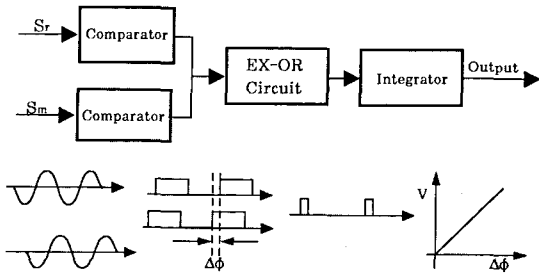 Sr
Comparator
Sm
Comparator
EX-OR
Circuit
Integrator
Output
Δϕ
V
Δϕ